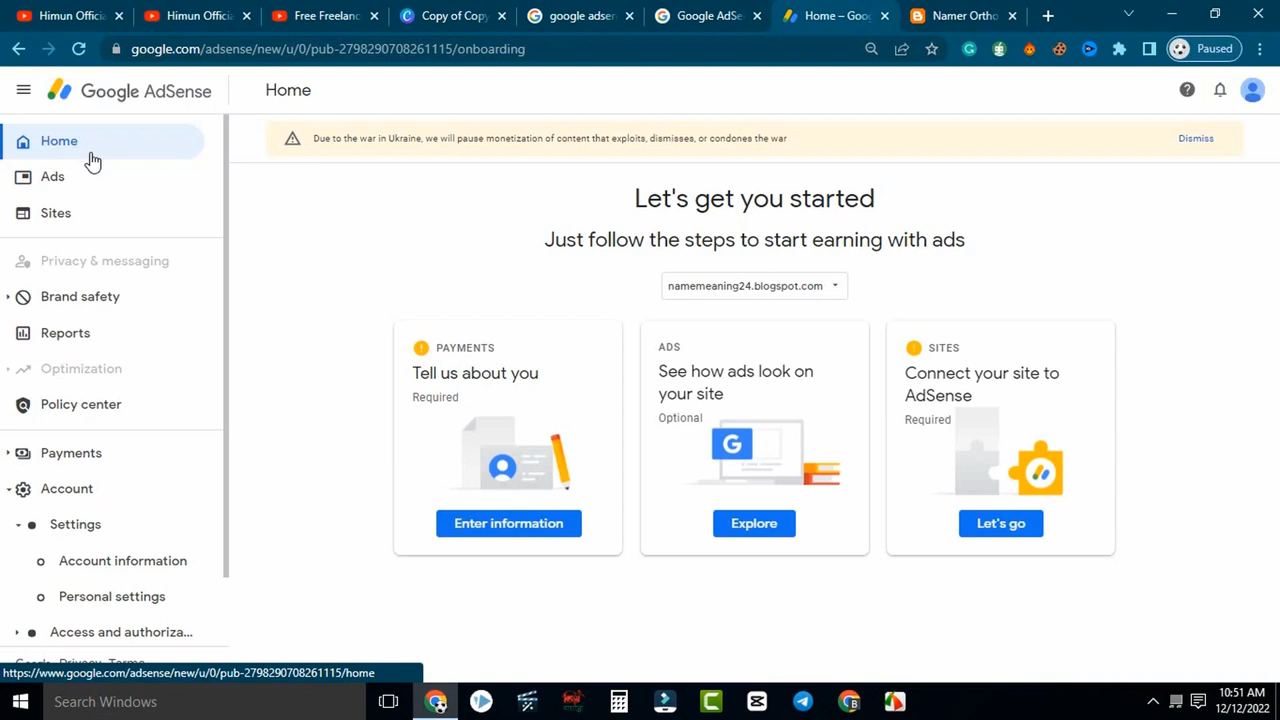 Himun Officia
Himun Officia
Free Freelanc
Copy of Copy
google adsen
Google AdSe
Home – Goog
Namer Ortho
google.com/adsense/new/u/0/pub-2798290708261115/onboarding
Paused
Google AdSense
Home
Home
Ads
Sites
Privacy & messaging
Brand safety
Reports
Optimization
Policy center
Payments
Account
Settings
Account information
Personal settings
Access and authoriza...
Due to the war in Ukraine, we will pause monetization of content that exploits, dismisses, or condones the war
Dismiss
Let's get you started
Just follow the steps to start earning with ads
namemeaning24.blogspot.com
PAYMENTS
Tell us about you
Required
Enter information
ADS
See how ads look on
your site
Optional
G
Explore
SITES
Connect your site to
AdSense
Required
Let's go
Google Privacy Terms
https://www.google.com/adsense/new/u/0/pub-2798290708261115/home
Search Windows
10:51 AM
12/12/2022